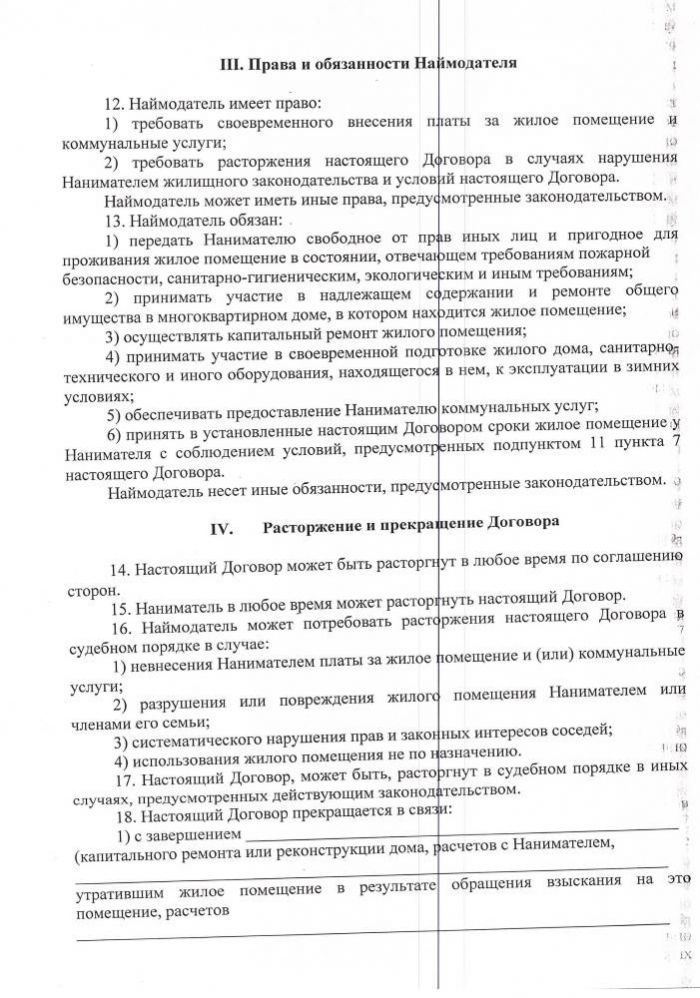 III. Права и обязанности Наймодателя
12. Наймодатель имеет право:
1) требовать своевременного внесения платы за жилое помещение и
коммунальные услуги;
2) требовать расторжения настоящего Договора в случаях нарушения
Нанимателем жилищного законодательства и условий настоящего Договора.
Наймодатель может иметь иные права, предусмотренные законодательством.
13. Наймодатель обязан:
1) передать Нанимателю свободное от прав иных лиц и пригодное для
проживания жилое помещение в состоянии, отвечающем требованиям пожарной
безопасности, санитарно-гигиеническим, экологическим и иным требованиям;
2) принимать участие в надлежащем содержании и ремонте общего
имущества в многоквартирном доме, в котором находится жилое помещение;
3) осуществлять капитальный ремонт жилого помещения;
4) принимать участие в своевременной подготовке жилого дома, санитарно-
технического и иного оборудования, находящегося в нем, к эксплуатации в зимних
условиях;
5) обеспечивать предоставление Нанимателю коммунальных услуг;
6) принять в установленные настоящим Договором сроки жилое помещение у
Нанимателя с соблюдением условий, предусмотренных подпунктом 11 пункта 7
настоящего Договора.
Наймодатель несет иные обязанности, предусмотренные законодательством.
IV. Расторжение и прекращение Договора
14. Настоящий Договор может быть расторгнут в любое время по соглашению
сторон.
15. Наниматель в любое время может расторгнуть настоящий Договор.
16. Наймодатель может потребовать расторжения настоящего Договора в
судебном порядке в случае:
1) невнесения Нанимателем платы за жилое помещение и (или) коммунальные
услуги;
2) разрушения или повреждения жилого помещения Нанимателем или
членами его семьи;
3) систематического нарушения прав и законных интересов соседей;
4) использования жилого помещения не по назначению.
17. Настоящий Договор, может быть, расторгнут в судебном порядке в иных
случаях, предусмотренных действующим законодательством.
18. Настоящий Договор прекращается в связи:
1) с завершением
(капитального ремонта или реконструкции дома, расчетов с Нанимателем,
утратившим жилое помещение в результате обращения взыскания на это
помещение, расчетов